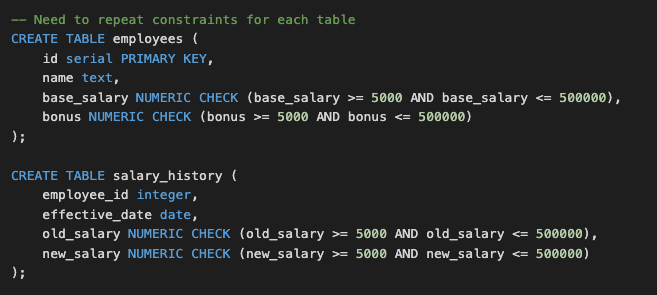 -- Need to repeat constraints for each table
CREATE TABLE employees (
    id serial PRIMARY KEY,
    name text,
    base_salary NUMERIC CHECK (base_salary >= 5000 AND base_salary <= 500000),
    bonus NUMERIC CHECK (bonus >= 5000 AND bonus <= 500000)
);

CREATE TABLE salary_history (
    employee_id integer,
    effective_date date,
    old_salary NUMERIC CHECK (old_salary >= 5000 AND old_salary <= 500000),
    new_salary NUMERIC CHECK (new_salary >= 5000 AND new_salary <= 500000)
);